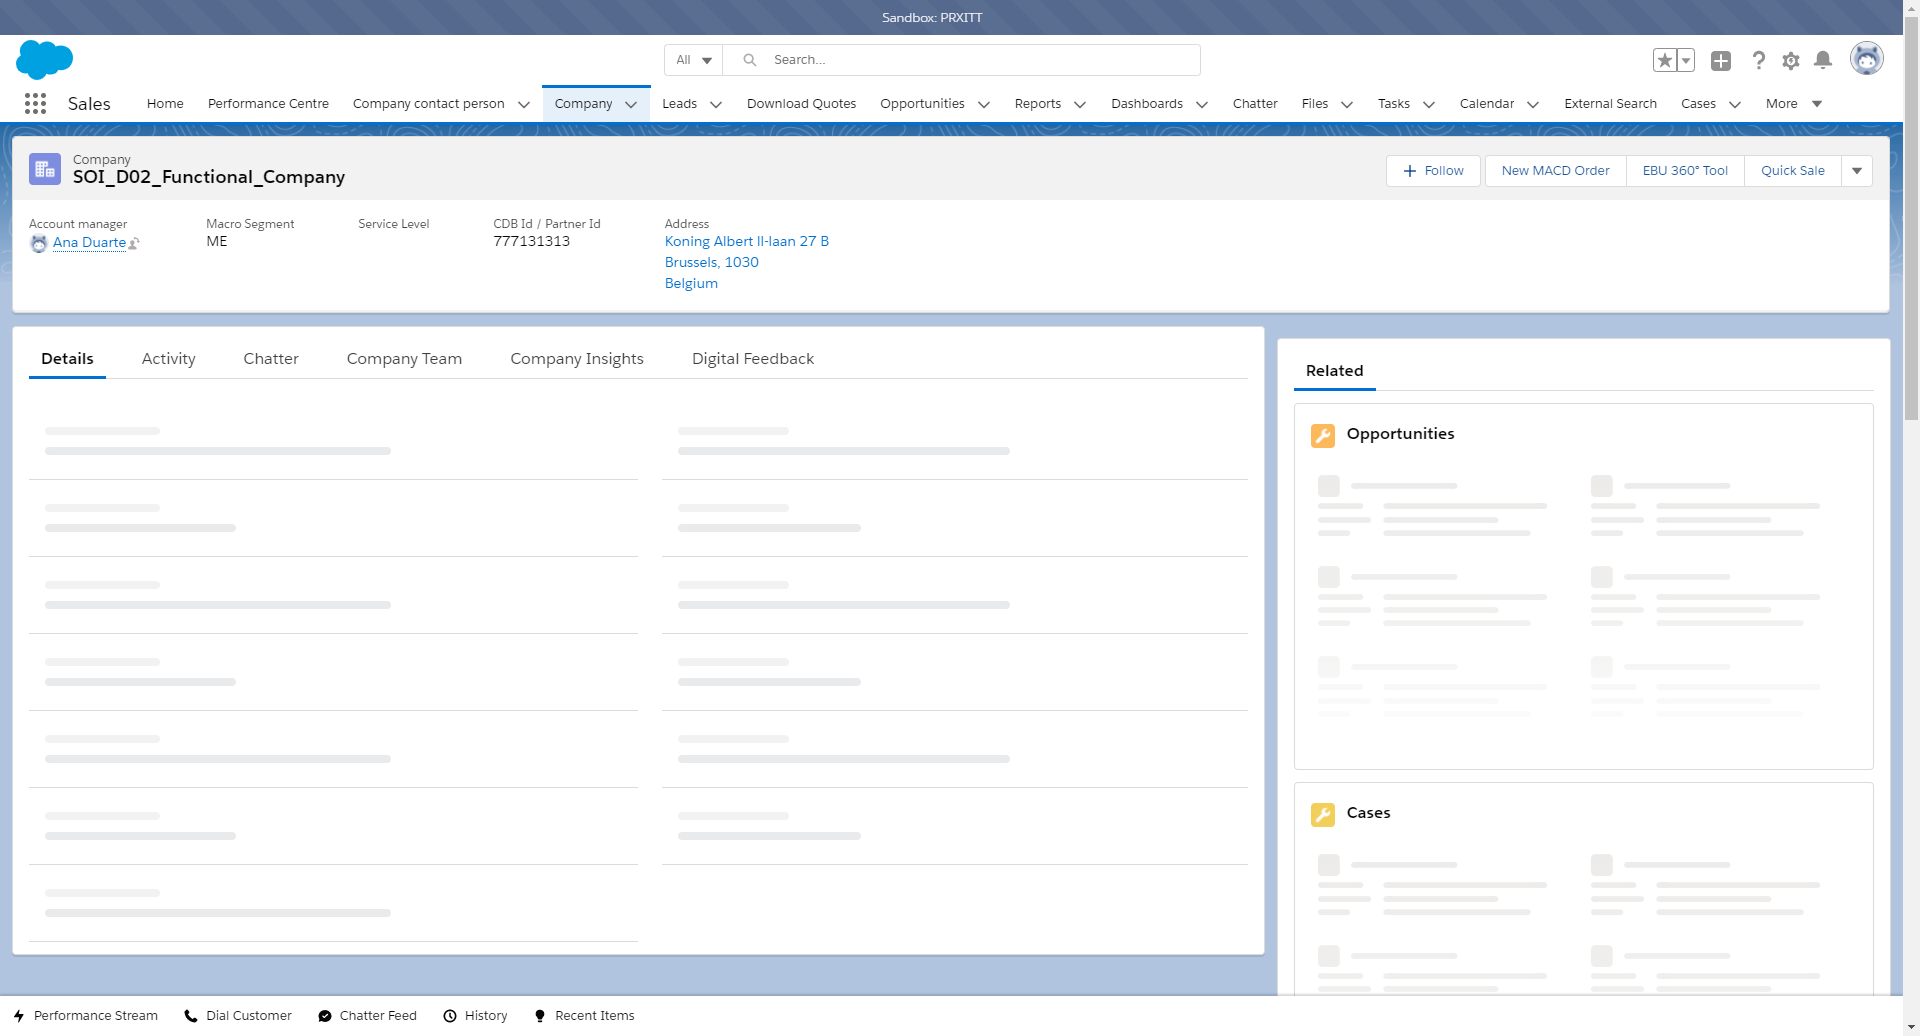 Sandbox: PRXITT
All
Search...
Sales
Home
Performance Centre
Company contact person
Company
Leads
Download Quotes
Opportunities
Reports
Dashboards
Chatter
Files
Tasks
Calendar
External Search
Cases
More
Company
SOI_D02_Functional_Company
Follow
New MACD Order
EBU 360° Tool
Quick Sale
Account manager
Ana Duarte
Macro Segment
ME
Service Level
CDB Id / Partner Id
777131313
Address
Koning Albert II-laan 27 B
Brussels, 1030
Belgium
Details
Activity
Chatter
Company Team
Company Insights
Digital Feedback
Related
Opportunities
Cases
Performance Stream
Dial Customer
Chatter Feed
History
Recent Items